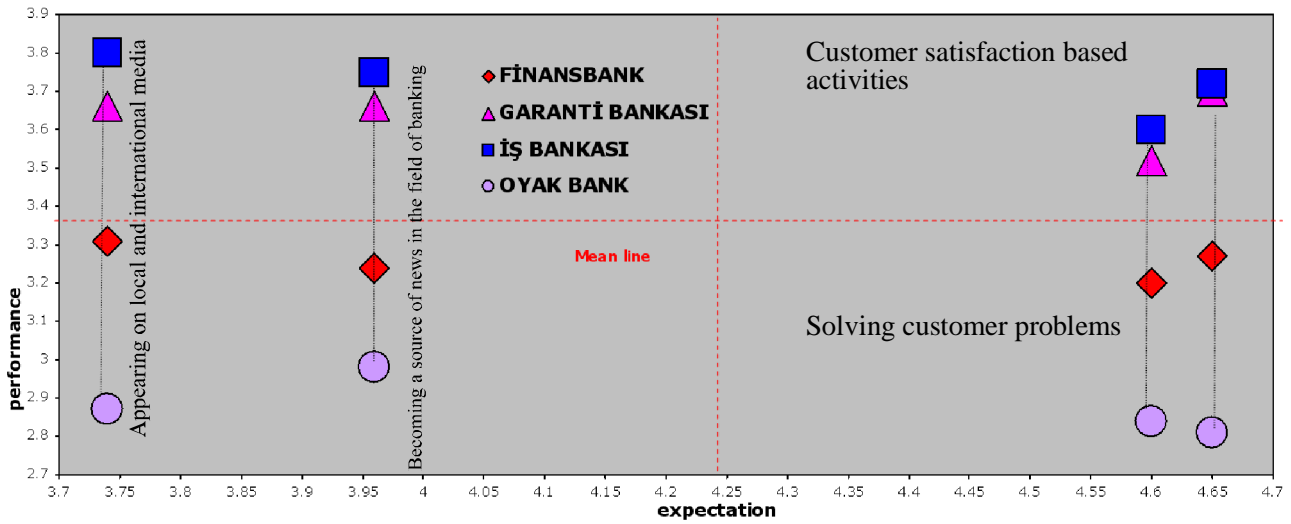 3.9
3.8
3.7
3.6
3.5
3.4
3.3
3.2
3.1
3
2.9
2.8
2.7
performance
Appearing on local and international media
Becoming a source of news in the field of banking
FİNANSBANK
GARANTİ BANKASI
İŞ BANKASI
OYAK BANK
Mean line
Customer satisfaction based
activities
Solving customer problems
3.7 3.75 3.8 3.85 3.9 3.95 4 4.05 4.1 4.15 4.2 4.25 4.3 4.35 4.4 4.45 4.5 4.55 4.6 4.65 4.7
expectation